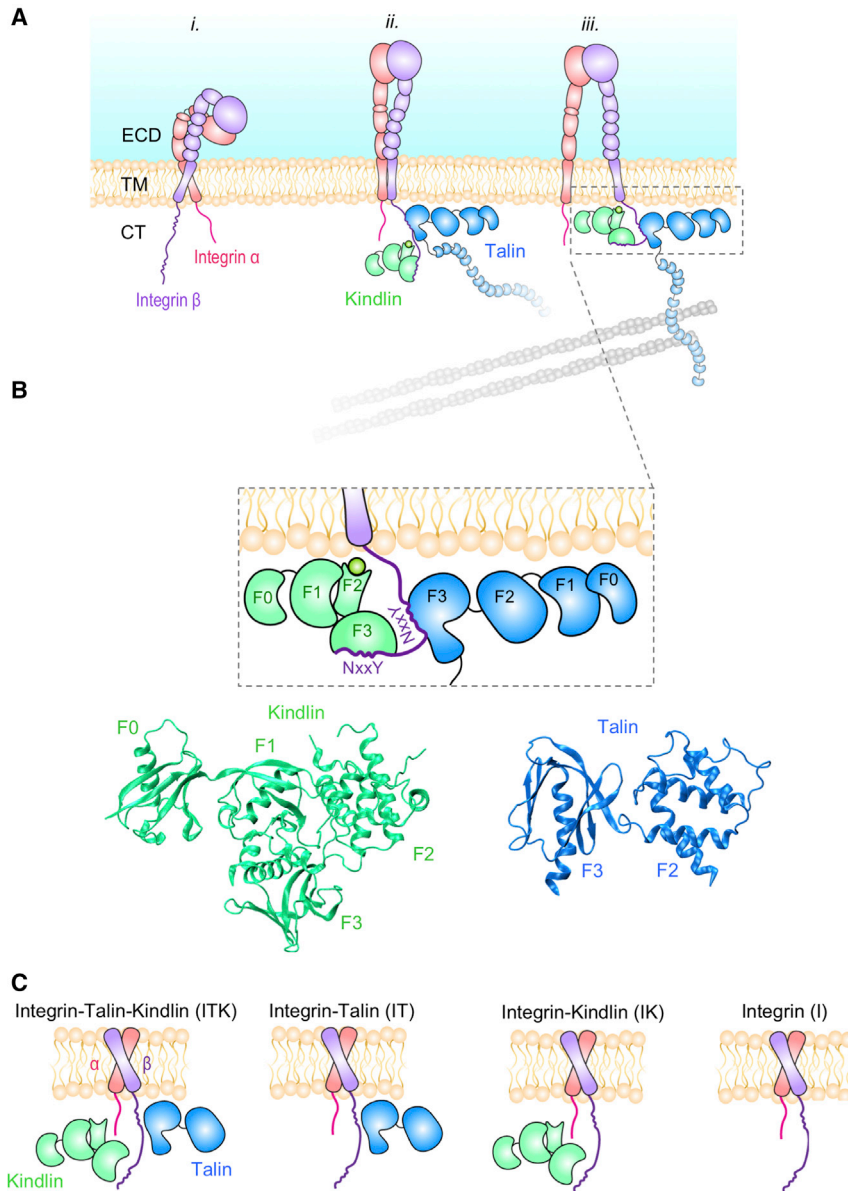 A
i.
ii.
iii.
ECD
TM
CT
Integrin α
Integrin β
Kindlin
Talin
B
F0
F1
F2
F3
NxxY
NxxY
F3
F2
F1
F0
Kindlin
F0
F1
F2
F3
Talin
F3
F2
C
Integrin-Talin-Kindlin (ITK)
Integrin-Talin (IT)
Integrin-Kindlin (IK)
Integrin (I)
α
β
Kindlin
Talin